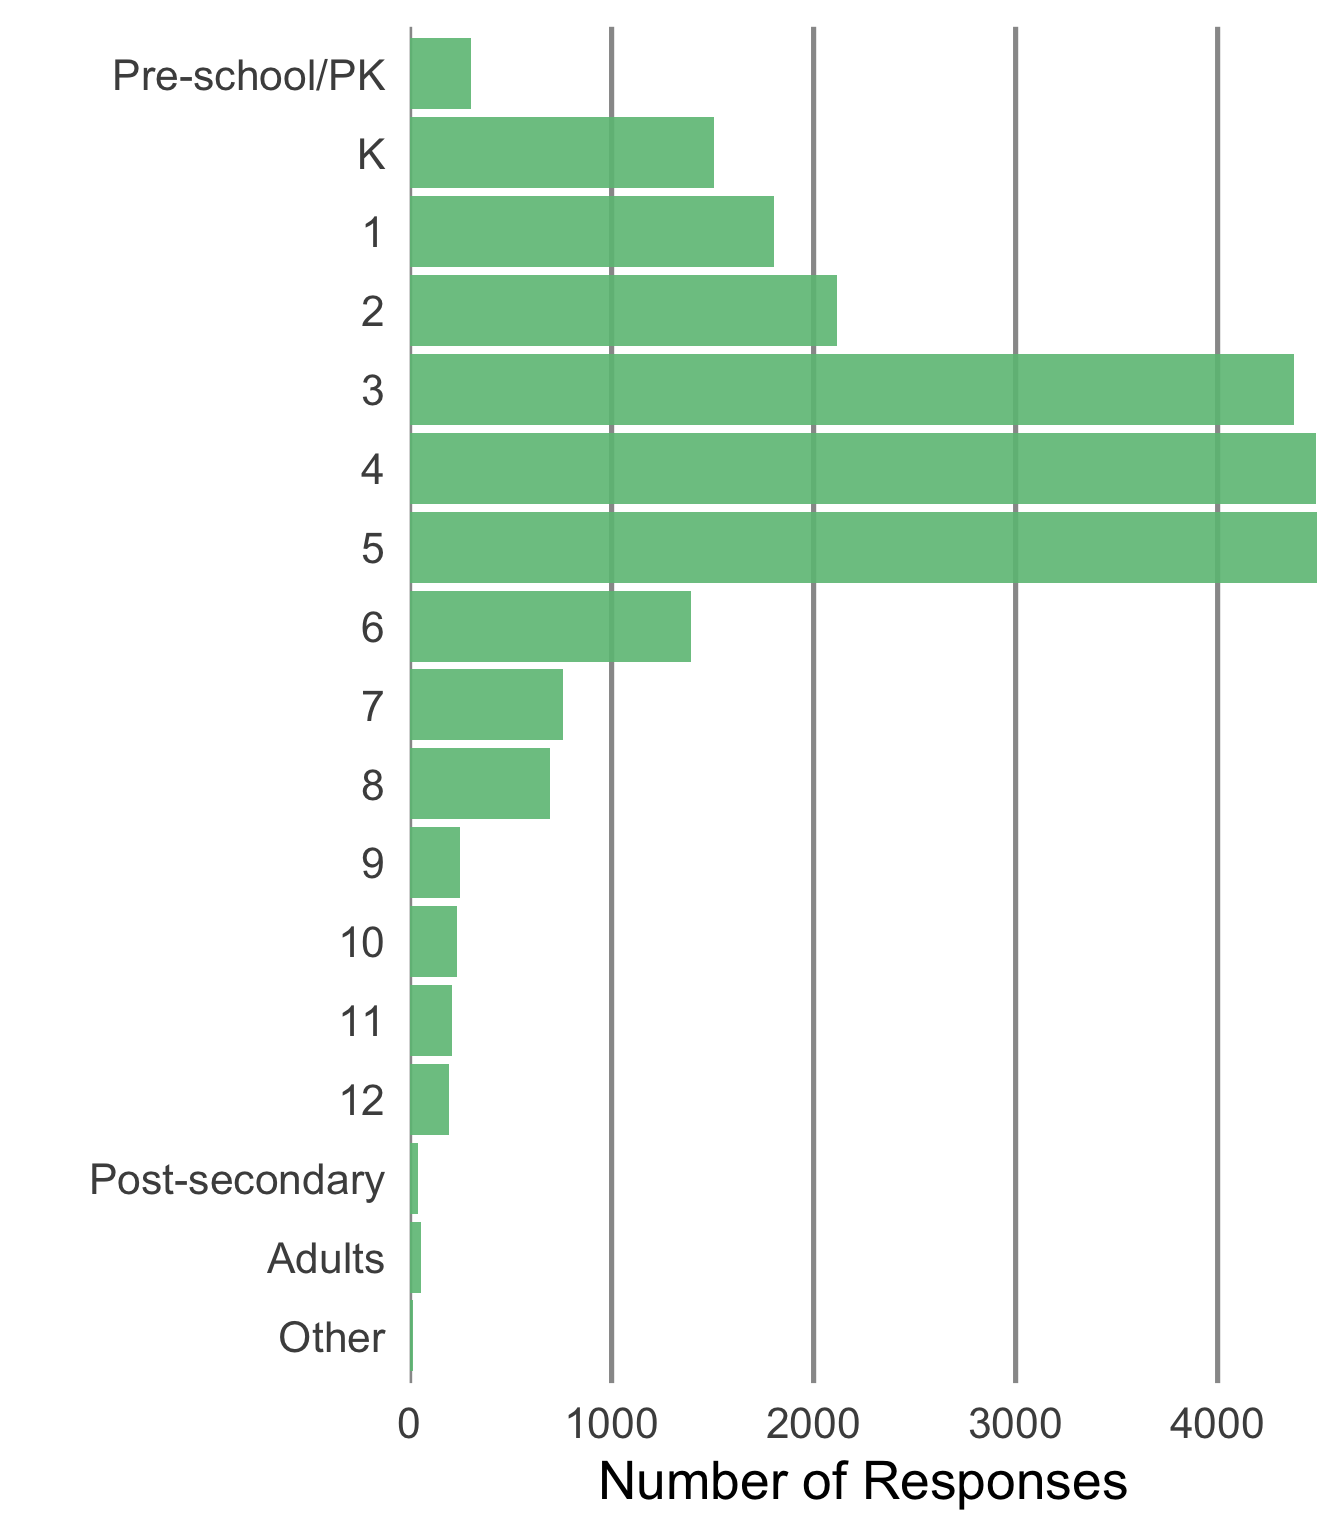 Pre-school/PK
K
1
2
3
4
5
6
7
8
9
10
11
12
Post-secondary
Adults
Other
0 1000 2000 3000 4000
Number of Responses